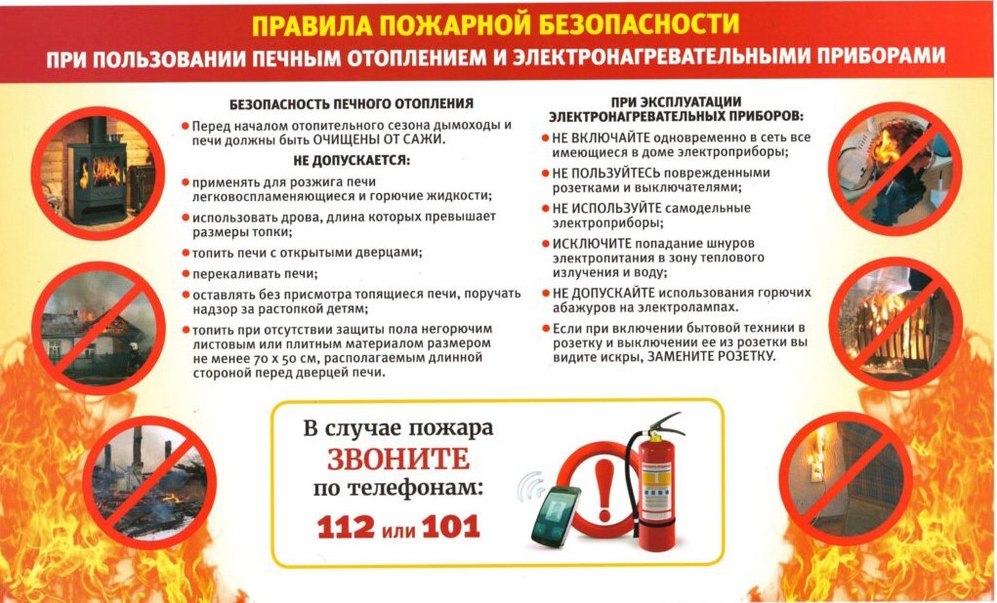 ПРАВИЛА ПОЖАРНОЙ БЕЗОПАСНОСТИ
ПРИ ПОЛЬЗОВАНИИ ПЕЧНЫМ ОТОПЛЕНИЕМ И ЭЛЕКТРОНАГРЕВАТЕЛЬНЫМИ ПРИБОРАМИ
БЕЗОПАСНОСТЬ ПЕЧНОГО ОТОПЛЕНИЯ
• Перед началом отопительного сезона дымоходы и
печи должны быть ОЧИЩЕНЫ ОТ САЖИ.
НЕ ДОПУСКАЕТСЯ:
• применять для розжига печи
легковоспламеняющиеся и горючие жидкости;
• использовать дрова, длина которых превышает
размеры топки;
• топить печи с открытыми дверцами;
• перекаливать печи;
• оставлять без присмотра топящиеся печи, поручать
надзор за растопкой детям;
• топить при отсутствии защиты пола негорючим
листовым или плитным материалом размером
не менее 70 х 50 см, располагаемым длинной
стороной перед дверцей печи.
ПРИ ЭКСПЛУАТАЦИИ
ЭЛЕКТРОНАГРЕВАТЕЛЬНЫХ ПРИБОРОВ:
• НЕ ВКЛЮЧАЙТЕ одновременно в сеть все
имеющиеся в доме электроприборы;
• НЕ ПОЛЬЗУЙТЕСЬ поврежденными
розетками и выключателями;
• НЕ ИСПОЛЬЗУЙТЕ самодельные
электроприборы;
• ИСКЛЮЧИТЕ попадание шнуров
электропитания в зону теплового
излучения и воду;
• НЕ ДОПУСКАЙТЕ использования горючих
абажуров на электролампах.
• Если при включении бытовой техники в
розетку и выключении ее из розетки вы
видите искры, ЗАМЕНИТЕ РОЗЕТКУ.
В случае пожара
ЗВОНИТЕ
по телефонам:
112 или 101